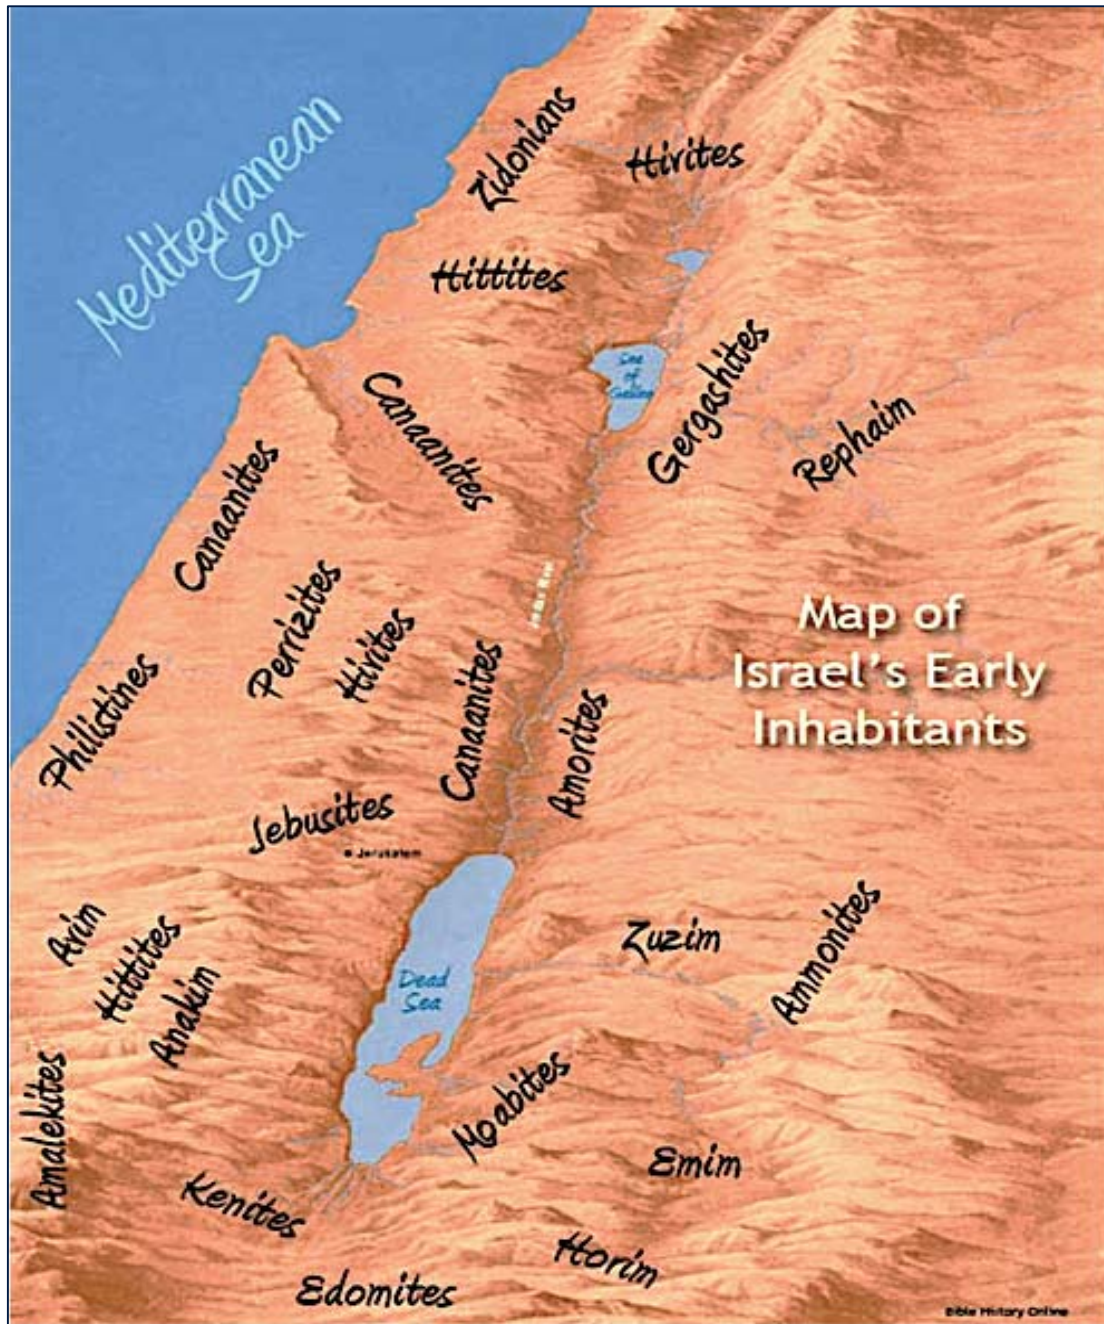 Mediterranean
Sea
Zidonians
Hivites
Hittites
Sea
of
Galilee
Gergashites
Rephaim
Canaanites
Canaanites
Perrizites
Hivites
Canaanites
Map of
Israel's Early
Inhabitants
Philistines
Amorites
Jebusites
Jerusalem
Avim
Hittites
Anakim
Dead
Sea
Zuzim
Ammonites
Amalekites
Moabites
Emim
Kenites
Horim
Edomites
Bible History Online